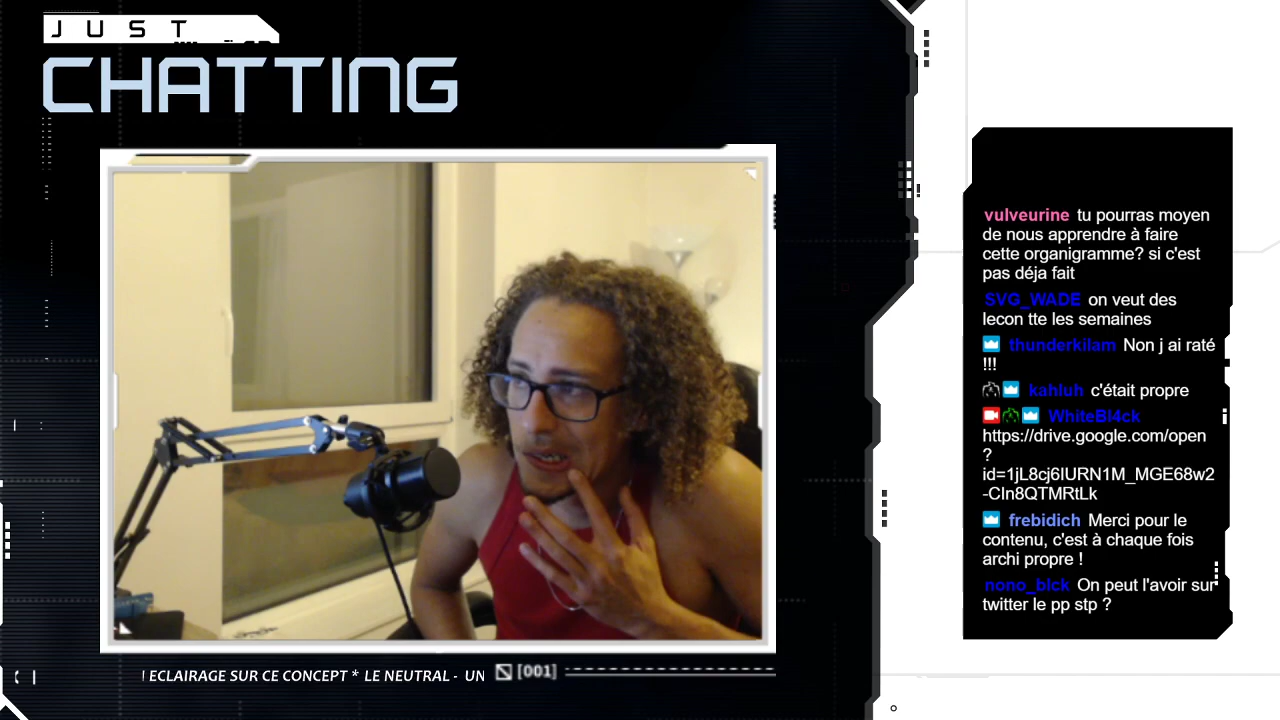 JUST
CHATTING
vulveurine tu pourras moyen
de nous apprendre à faire
cette organigramme? si c'est
pas déja fait
SVG_WADE on veut des
lecon tte les semaines
thunderkilam Non j ai raté
!!!
kahluh c'était propre
WhiteBl4ck
https://drive.google.com/open
?
id=1jL8cj6lURN1M_MGE68w2
-CIn8QTMRtLk
frebidich Merci pour le
contenu, c'est à chaque fois
archi propre !
nono_blck On peut l'avoir sur
twitter le pp stp ?
ECLAIRAGE SUR CE CONCEPT * LE NEUTRAL - UN
[001]